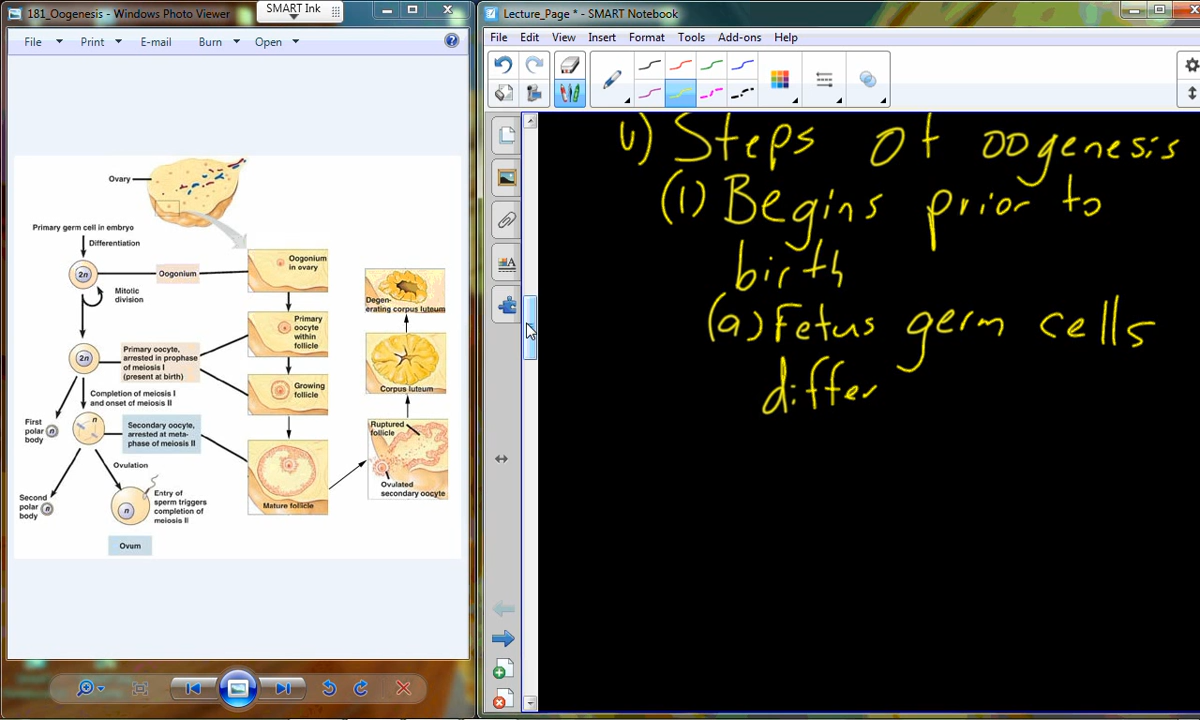 181_Oogenesis - Windows Photo Viewer
SMART Ink
File Print E-mail Burn Open
Ovary
Primary germ cell in embryo
Differentiation
2n
Oogonium
Oogonium
in ovary
Mitotic
division
Primary
oocyte
within
follicle
2n
Primary oocyte,
arrested in prophase
of meiosis I
(present at birth)
Growing
follicle
Completion of meiosis I
and onset of meiosis II
First
polar
body
n
n
Secondary oocyte,
arrested at meta-
phase of meiosis II
Ovulation
Mature follicle
Second
polar
body
n
n
Entry of
sperm triggers
completion of
meiosis II
Ovum
Degen-
erating corpus luteum
Corpus luteum
Ruptured
follicle
Ovulated
secondary oocyte
Lecture_Page * - SMART Notebook
File Edit View Insert Format Tools Add-ons Help
Steps of oogenesis
(1) Begins prior to
birth
(a) Fetus germ cells
differ